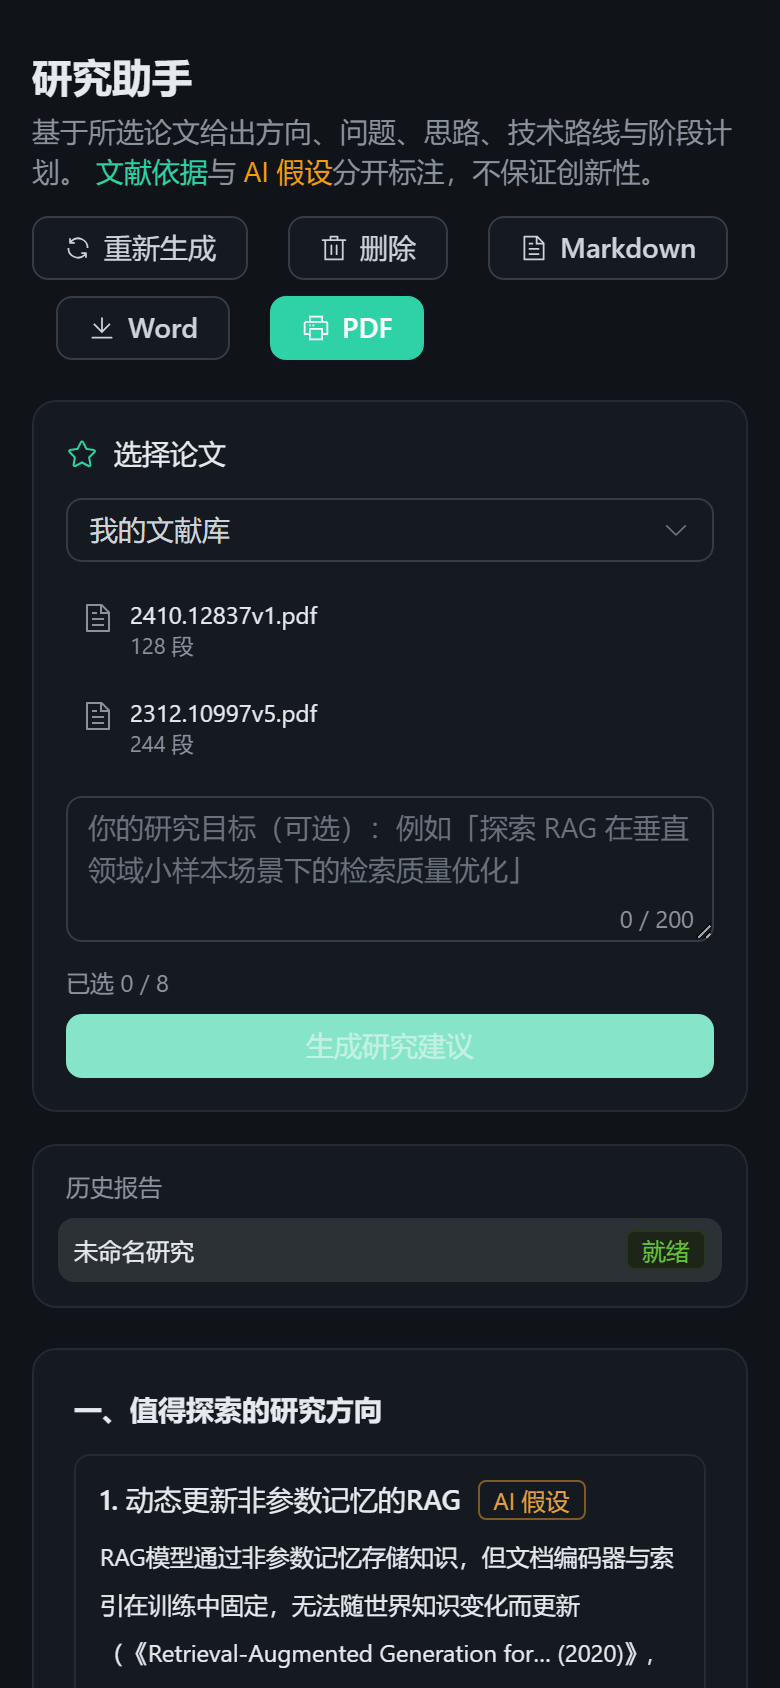 研究助手
基于所选论文给出方向、问题、思路、技术路线与阶段计
划。 文献依据与 AI 假设分开标注，不保证创新性。
重新生成 删除 Markdown
Word PDF
选择论文
我的文献库
2410.12837v1.pdf
128 段
2312.10997v5.pdf
244 段
你的研究目标（可选）：例如「探索 RAG 在垂直
领域小样本场景下的检索质量优化」
0 / 200
已选 0 / 8
生成研究建议
历史报告
未命名研究 就绪
一、值得探索的研究方向
1. 动态更新非参数记忆的RAG AI 假设
RAG模型通过非参数记忆存储知识，但文档编码器与索
引在训练中固定，无法随世界知识变化而更新
（《Retrieval-Augmented Generation for... (2020)》,